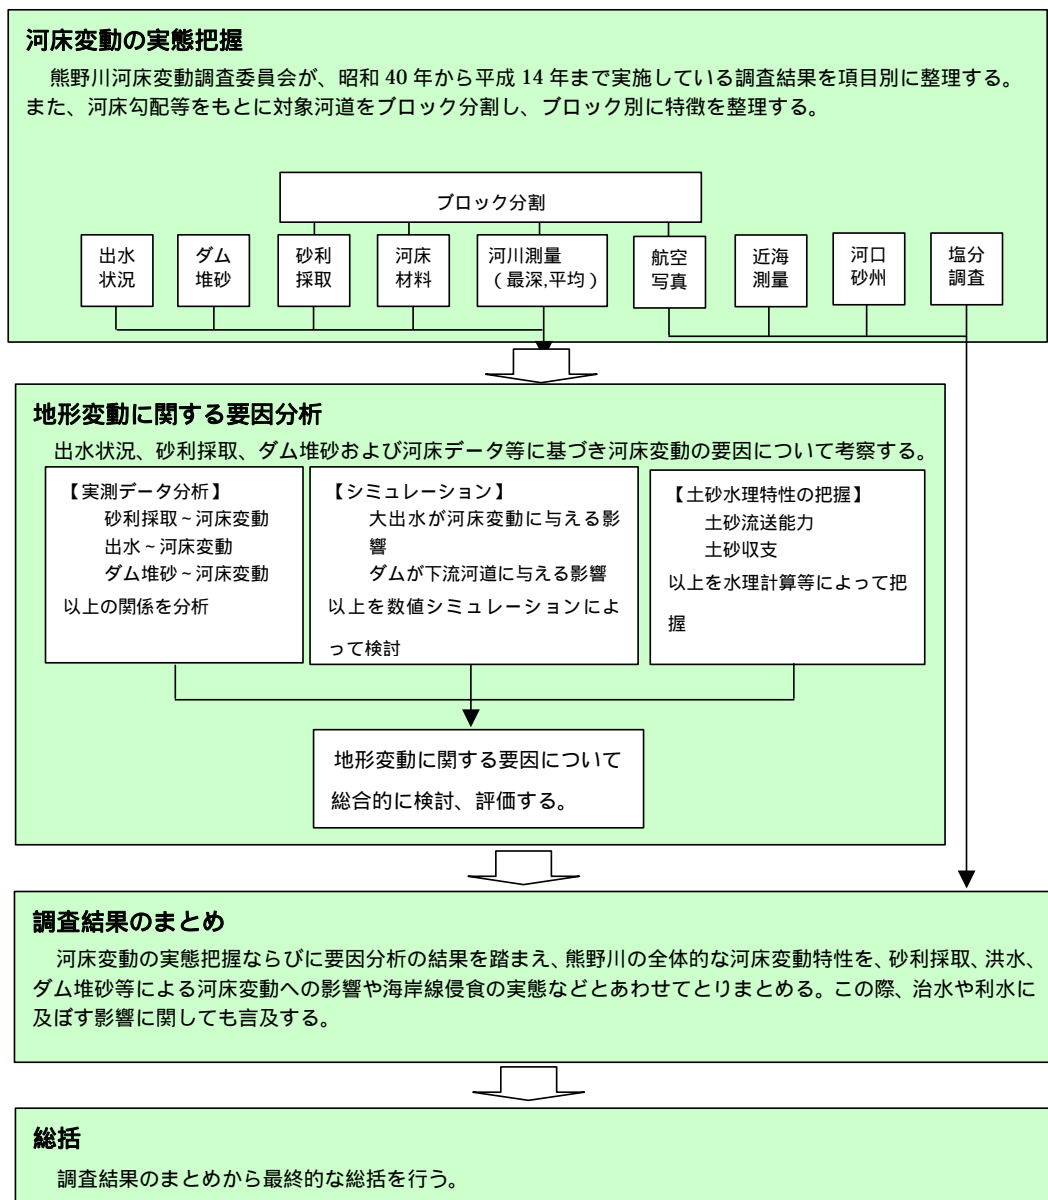 河床変動の実態把握
熊野川河床変動調査委員会が、昭和 40 年から平成 14 年まで実施している調査結果を項目別に整理する。
また、河床勾配等をもとに対象河道をブロック分割し、ブロック別に特徴を整理する。
ブロック分割
出水
状況
ダム
堆砂
砂利
採取
河床
材料
河川測量
（最深,平均）
航空
写真
近海
測量
河口
砂州
塩分
調査
地形変動に関する要因分析
出水状況、砂利採取、ダム堆砂および河床データ等に基づき河床変動の要因について考察する。
【実測データ分析】
砂利採取～河床変動
出水～河床変動
ダム堆砂～河床変動
以上の関係を分析
【シミュレーション】
大出水が河床変動に与える影
響
ダムが下流河道に与える影響
以上を数値シミュレーションによ
って検討
【土砂水理特性の把握】
土砂流送能力
土砂収支
以上を水理計算等によって把
握
地形変動に関する要因について
総合的に検討、評価する。
調査結果のまとめ
河床変動の実態把握ならびに要因分析の結果を踏まえ、熊野川の全体的な河床変動特性を、砂利採取、洪水、
ダム堆砂等による河床変動への影響や海岸線侵食の実態などとあわせてとりまとめる。この際、治水や利水に
及ぼす影響に関しても言及する。
総括
調査結果のまとめから最終的な総括を行う。